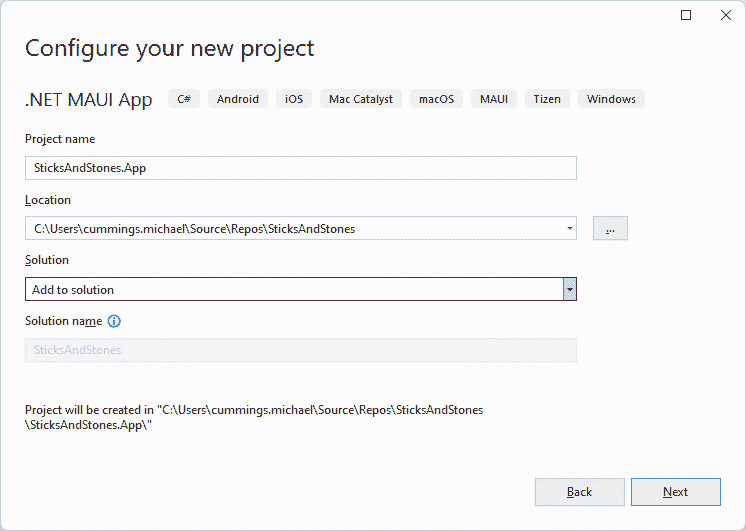 Configure your new project
.NET MAUI App C# Android iOS Mac Catalyst macOS MAUI Tizen Windows
Project name
SticksAndStones.App
Location
C:\Users\cummings.michael\Source\Repos\SticksAndStones
...
Solution
Add to solution
Solution name
SticksAndStones
Project will be created in "C:\Users\cummings.michael\Source\Repos\SticksAndStones
\SticksAndStones.App\"
Back Next